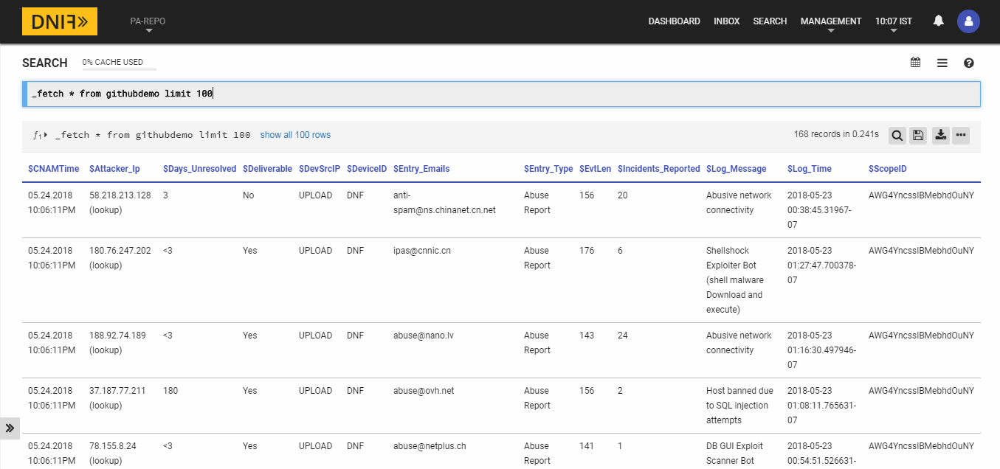 DNIF»
PA-REPO
DASHBOARD INBOX SEARCH MANAGEMENT 10:07 IST
SEARCH 0% CACHE USED
_fetch * from githubdemo limit 100
ƒ1 _fetch * from githubdemo limit 100 show all 100 rows 168 records in 0.241s
$CNAMTime $Attacker_Ip $Days_Unresolved $Deliverable $DevSrcIP $DeviceID $Entry_Emails $Entry_Type $EvtLen $Incidents_Reported $Log_Message $Log_Time $ScopeID
05.24.2018 58.218.213.128 3 No UPLOAD DNF anti- Abuse 156 20 Abusive network 2018-05-23 AWG4YncssIBMebhdOuNY
10:06:11PM (lookup) spam@ns.chinanet.cn.net Report connectivity 00:38:45.31967-
07
05.24.2018 180.76.247.202 <3 Yes UPLOAD DNF ipas@cnnic.cn Abuse 176 6 Shellshock 2018-05-23 AWG4YncssIBMebhdOuNY
10:06:11PM (lookup) Report Exploiter Bot 01:27:47.700378-
(shell malware 07
Download and
execute)
05.24.2018 188.92.74.189 <3 Yes UPLOAD DNF abuse@nano.lv Abuse 143 24 Abusive network 2018-05-23 AWG4YncssIBMebhdOuNY
10:06:11PM (lookup) Report connectivity 01:16:30.497946-
07
05.24.2018 37.187.77.211 180 Yes UPLOAD DNF abuse@ovh.net Abuse 156 2 Host banned due 2018-05-23 AWG4YncssIBMebhdOuNY
10:06:11PM (lookup) Report to SQL injection 01:08:11.765631-
attempts 07
05.24.2018 78.155.8.24 <3 Yes UPLOAD DNF abuse@netplus.ch Abuse 141 1 DB GUI Exploit 2018-05-23 AWG4YncssIBMebhdOuNY
10:06:11PM (lookup) Report Scanner Bot 00:54:51.526631-